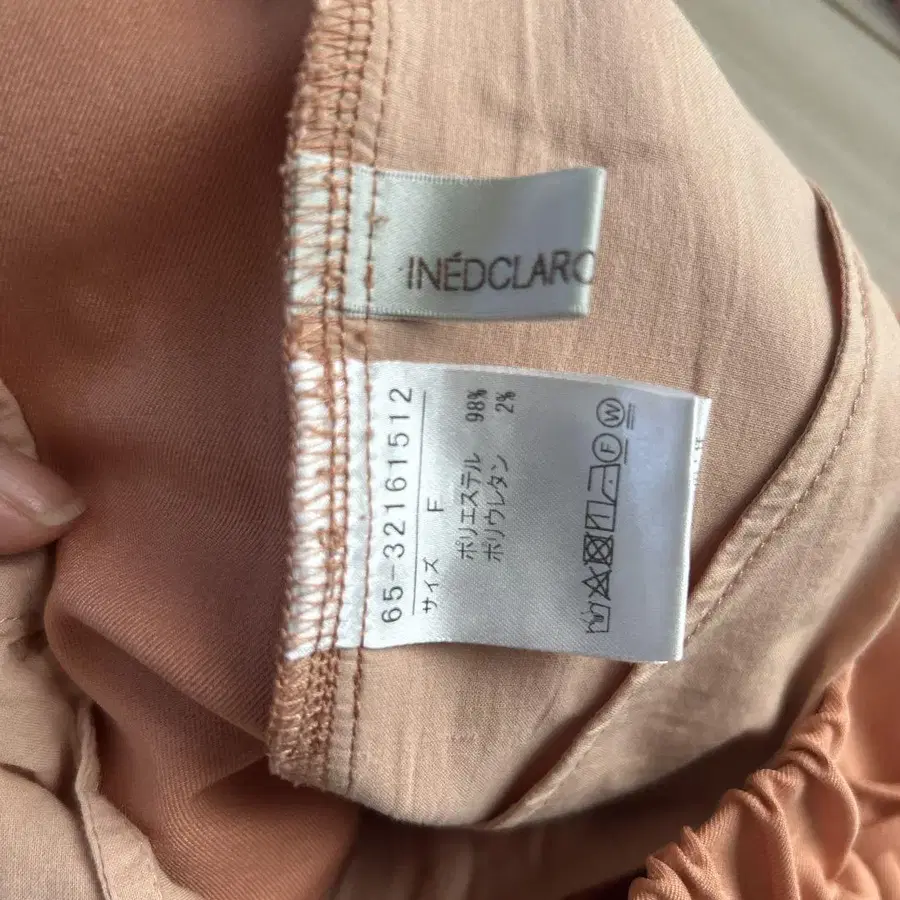 INÉDCLARO
65-32161512
サイズ F
ポリエステル 98%
ポリウレタン 2%
F
W